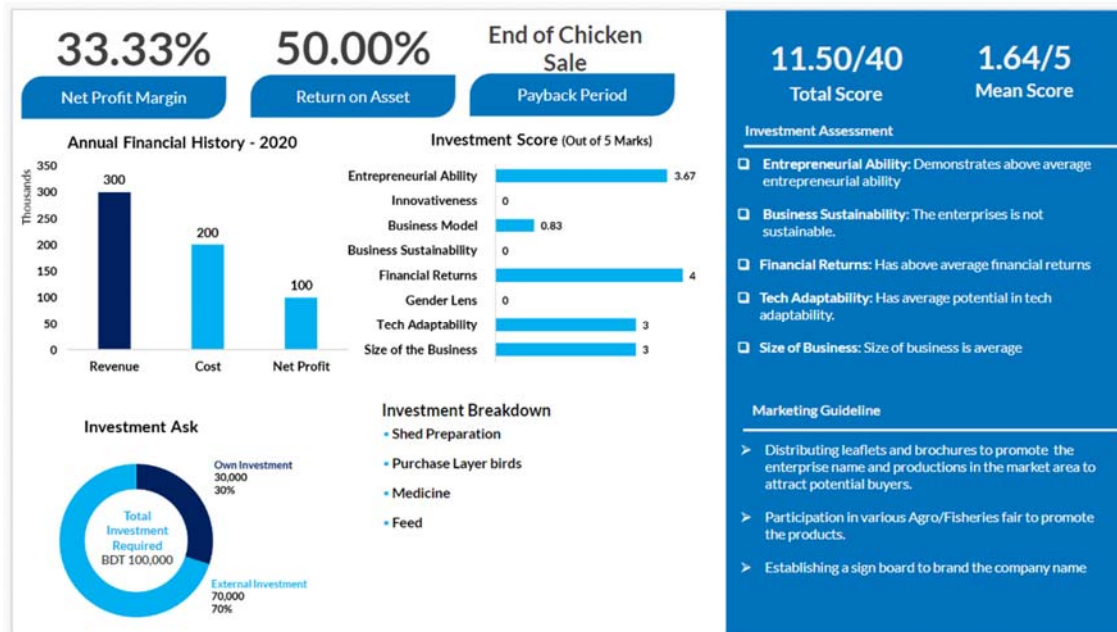 33.33%
Net Profit Margin
50.00%
Return on Asset
End of Chicken
Sale
Payback Period
Annual Financial History - 2020
Thousands
350
300
250
200
150
100
50
0
300
200
100
Revenue
Cost
Net Profit
Investment Score (Out of 5 Marks)
Entrepreneurial Ability 3.67
Innovativeness 0
Business Model 0.83
Business Sustainability 0
Financial Returns 4
Gender Lens 0
Tech Adaptability 3
Size of the Business 3
Investment Ask
Own Investment
30,000
30%
Total
Investment
Required
BDT 100,000
External Investment
70,000
70%
Investment Breakdown
• Shed Preparation
• Purchase Layer birds
• Medicine
• Feed
11.50/40
Total Score
1.64/5
Mean Score
Investment Assessment
❑ Entrepreneurial Ability: Demonstrates above average
entrepreneurial ability
❑ Business Sustainability: The enterprises is not
sustainable.
❑ Financial Returns: Has above average financial returns
❑ Tech Adaptability: Has average potential in tech
adaptability.
❑ Size of Business: Size of business is average
Marketing Guideline
➢ Distributing leaflets and brochures to promote the
enterprise name and productions in the market area to
attract potential buyers.
➢ Participation in various Agro/Fisheries fair to promote
the products.
➢ Establishing a sign board to brand the company name